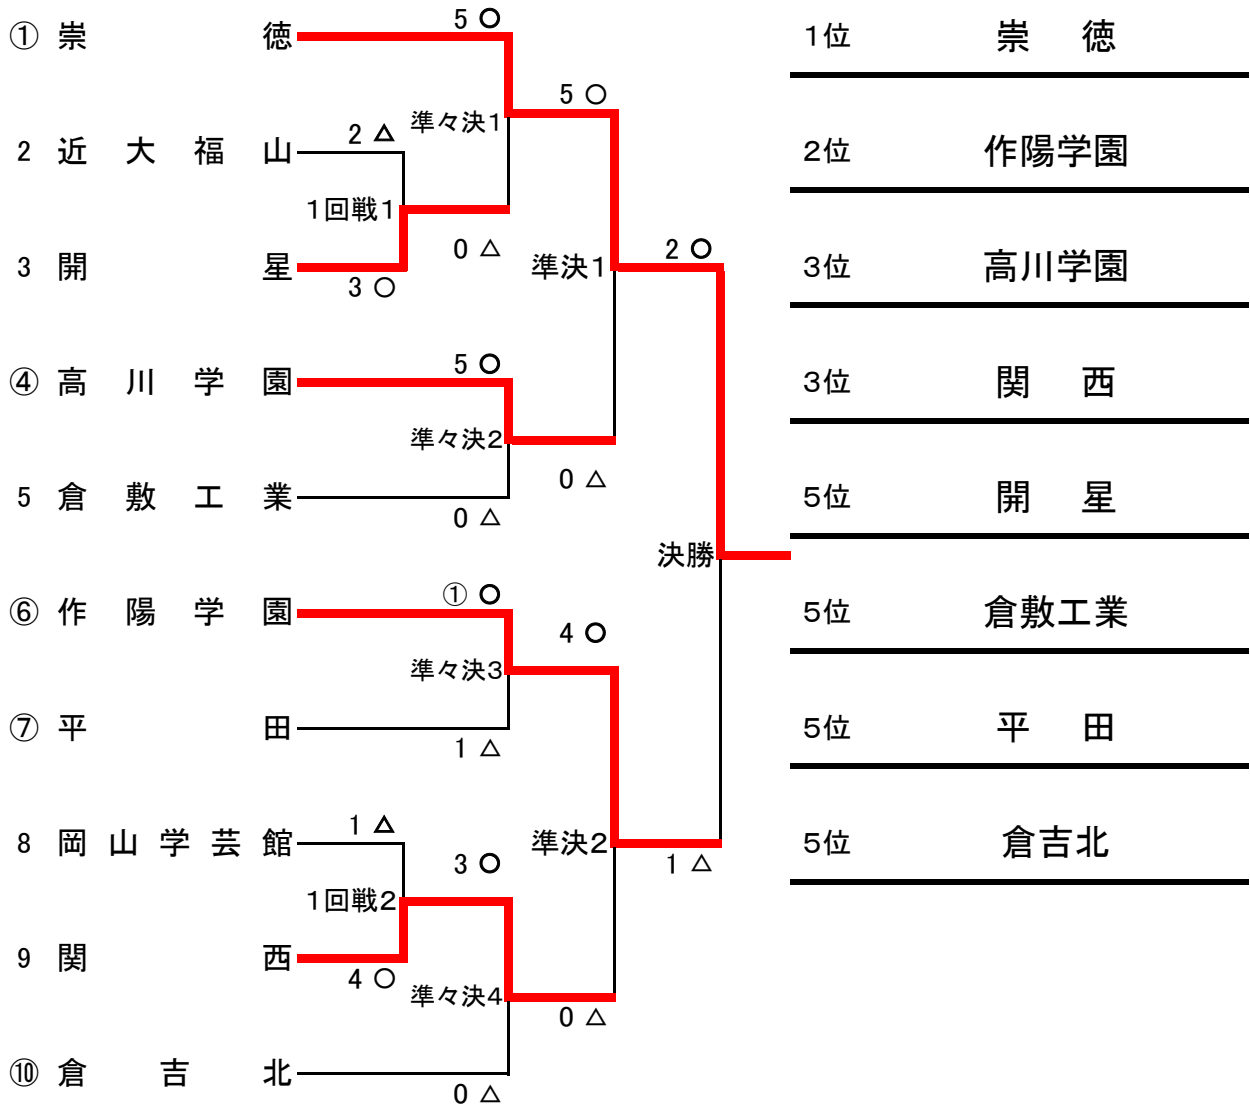 ① 崇徳
5 ○
5 ○
準々決1
2 近大福山
2 △
1回戦1
3 開星
3 ○
0 △
準決1
2 ○
④ 高川学園
5 ○
準々決2
5 倉敷工業
0 △
0 △
決勝
⑥ 作陽学園
① ○
4 ○
準々決3
⑦ 平田
1 △
8 岡山学芸館
1 △
3 ○
準決2
1 △
1回戦2
9 関西
4 ○
準々決4
0 △
⑩ 倉吉北
0 △
1位 崇徳
2位 作陽学園
3位 高川学園
3位 関西
5位 開星
5位 倉敷工業
5位 平田
5位 倉吉北